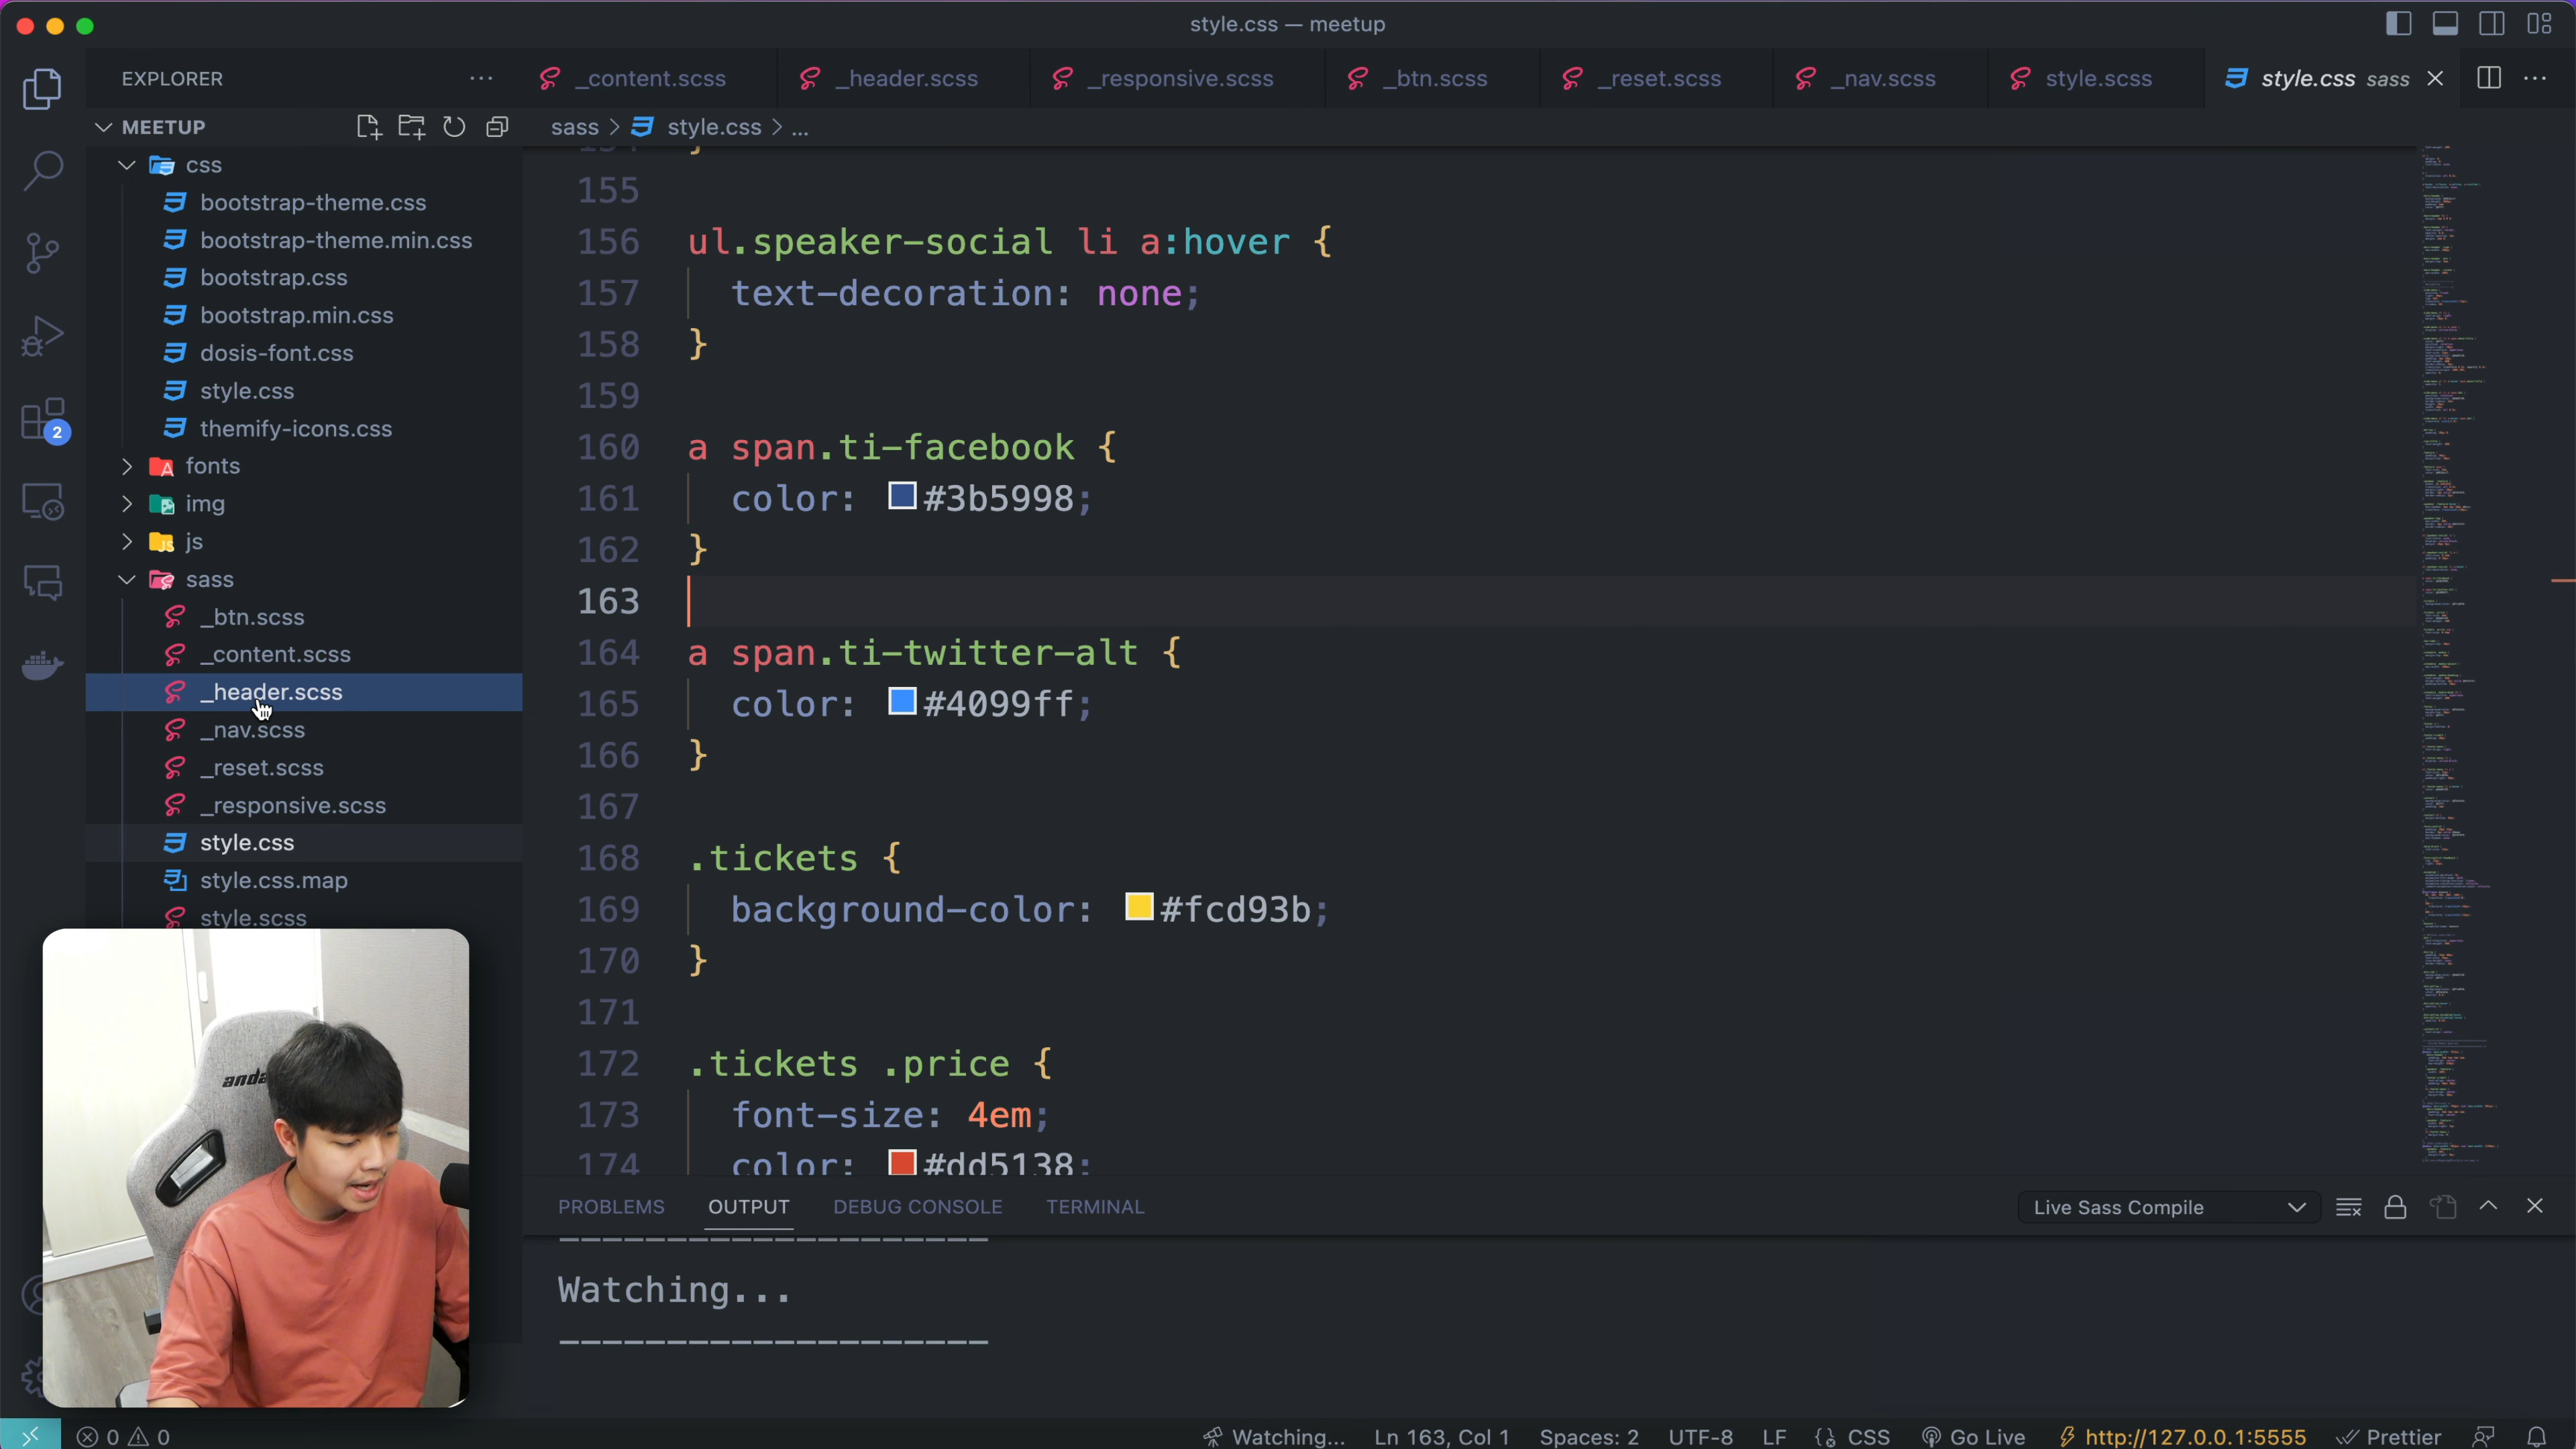 style.css — meetup
EXPLORER
_content.scss
_header.scss
_responsive.scss
_btn.scss
_reset.scss
_nav.scss
style.scss
style.css sass
MEETUP
sass > style.css > ...
css
bootstrap-theme.css
bootstrap-theme.min.css
bootstrap.css
bootstrap.min.css
dosis-font.css
style.css
themify-icons.css
fonts
img
js
sass
_btn.scss
_content.scss
_header.scss
_nav.scss
_reset.scss
_responsive.scss
style.css
style.css.map
style.scss
2
155
156 ul.speaker-social li a:hover {
157 text-decoration: none;
158 }
159
160 a span.ti-facebook {
161 color: #3b5998;
162 }
163
164 a span.ti-twitter-alt {
165 color: #4099ff;
166 }
167
168 .tickets {
169 background-color: #fcd93b;
170 }
171
172 .tickets .price {
173 font-size: 4em;
174 color: #dd5138;
PROBLEMS OUTPUT DEBUG CONSOLE TERMINAL
Live Sass Compile
--------------------
Watching...
--------------------
anda
0 0
Watching... Ln 163, Col 1 Spaces: 2 UTF-8 LF CSS Go Live http://127.0.0.1:5555 Prettier